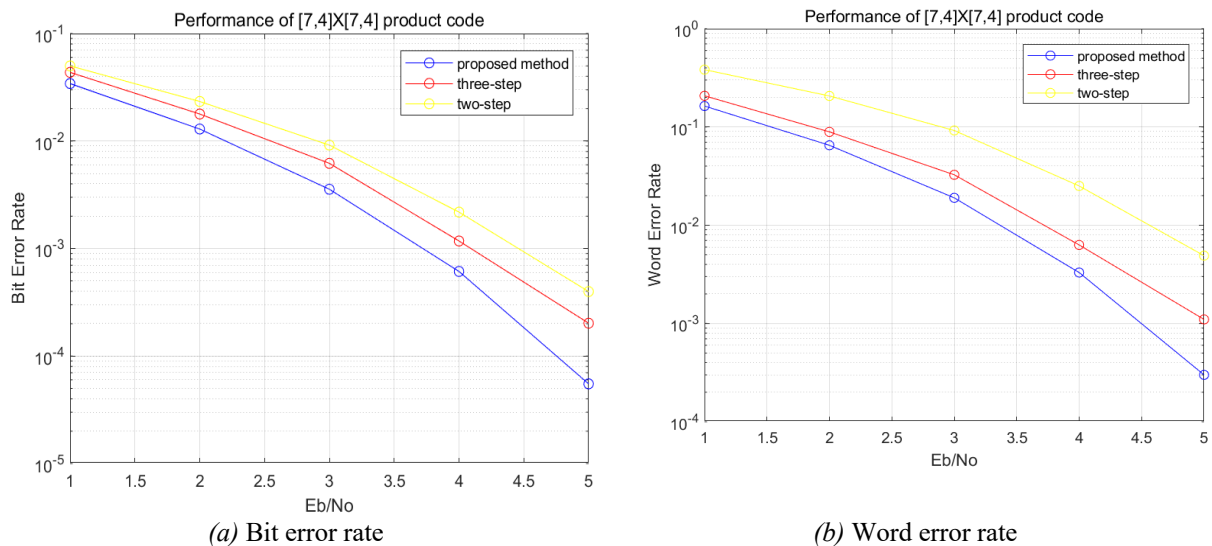 Performance of [7,4]X[7,4] product code
10^-1
10^-2
10^-3
10^-4
10^-5
Bit Error Rate
proposed method
three-step
two-step
1 1.5 2 2.5 3 3.5 4 4.5 5
Eb/No
(a) Bit error rate
Performance of [7,4]X[7,4] product code
10^0
10^-1
10^-2
10^-3
10^-4
Word Error Rate
proposed method
three-step
two-step
1 1.5 2 2.5 3 3.5 4 4.5 5
Eb/No
(b) Word error rate